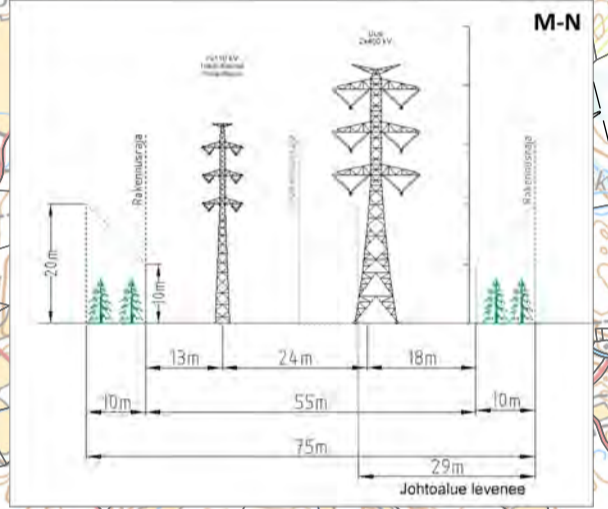 M-N
Uusi
2x400 kV
Rakennusraja
Rakennusraja
20m
10m
13m
24m
18m
10m
55m
10m
75m
29m
Johtoalue levenee